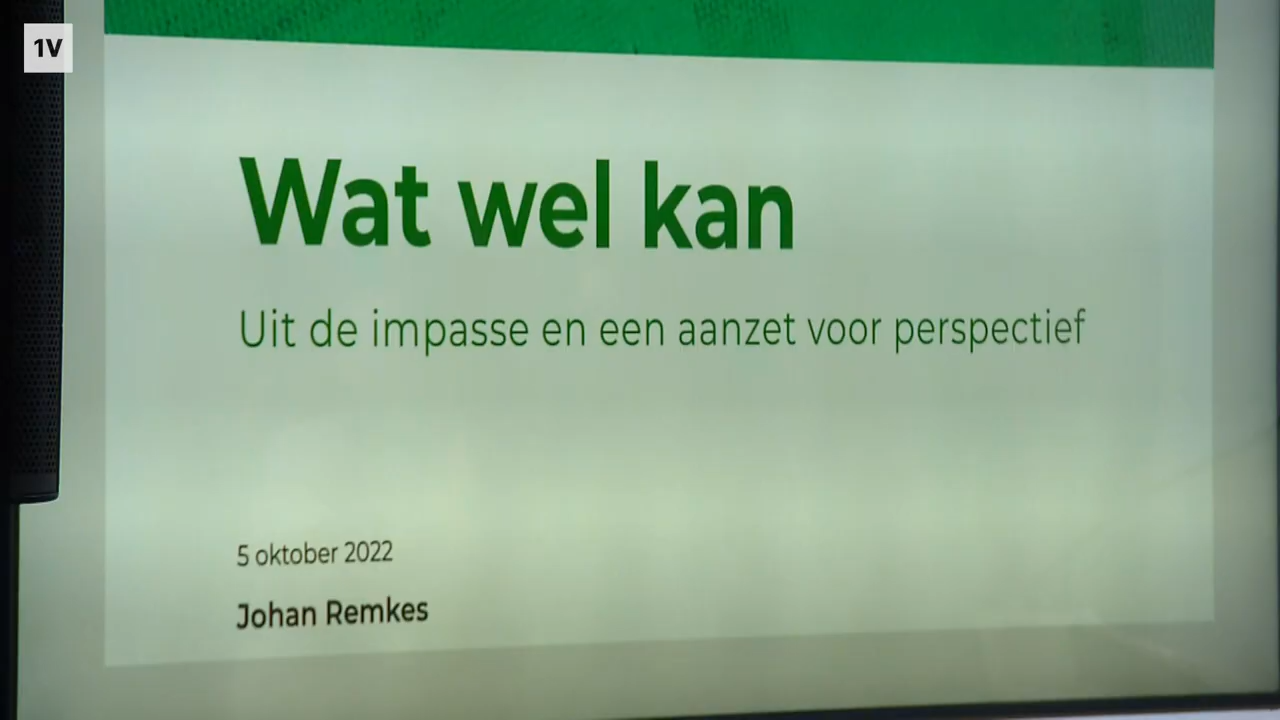 1V
Wat wel kan
Uit de impasse en een aanzet voor perspectief
5 oktober 2022
Johan Remkes